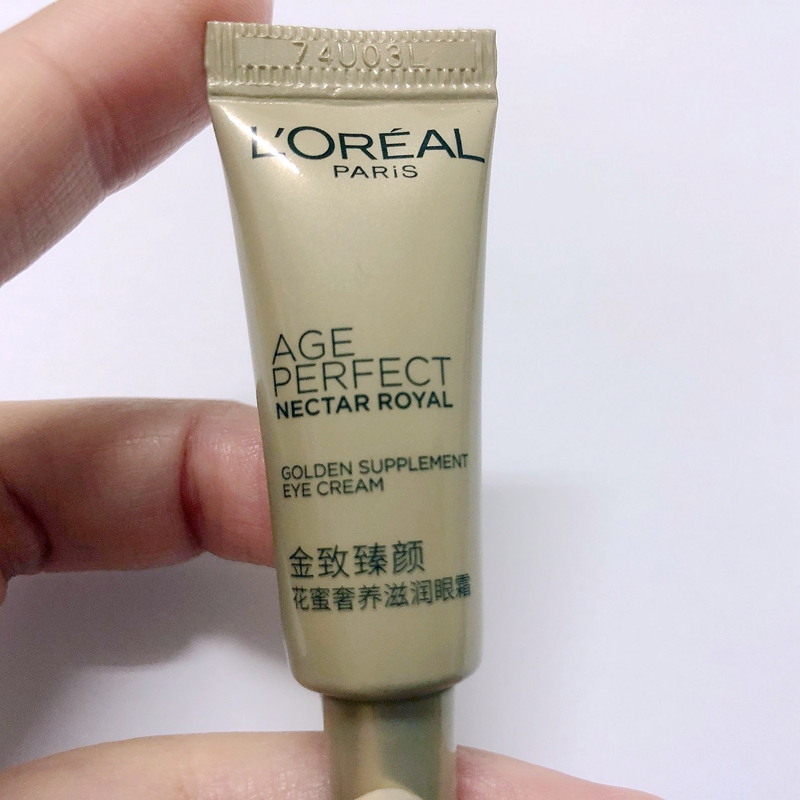 74U03L
L'ORÉAL
PARiS
AGE
PERFECT
NECTAR ROYAL
GOLDEN SUPPLEMENT
EYE CREAM
金致臻颜
花蜜奢养滋润眼霜